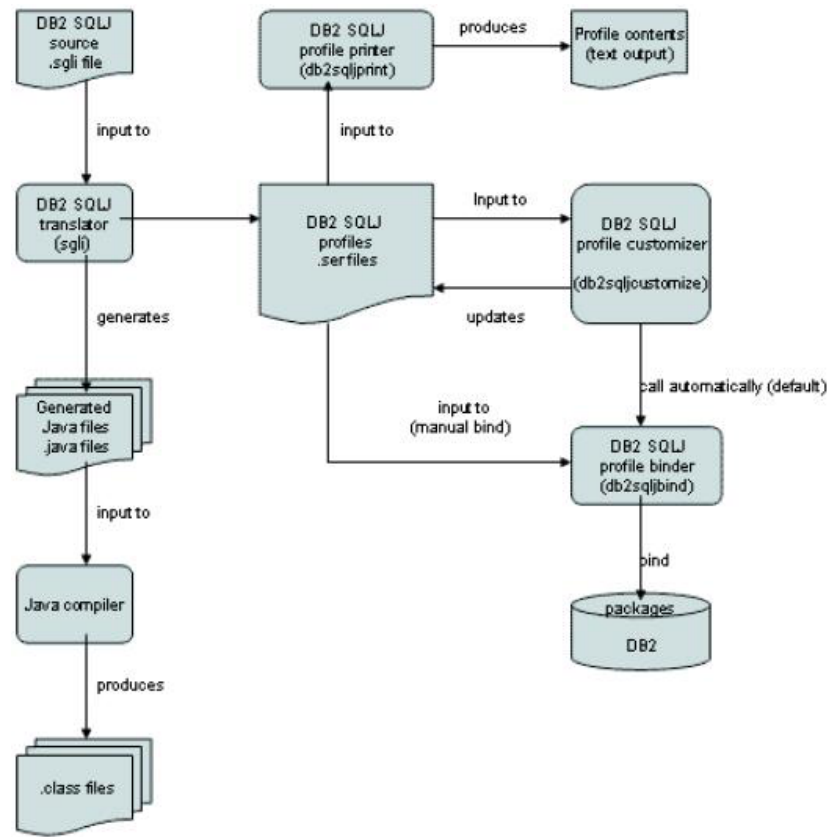 DB2 SQLJ
source
.sgli file
input to
DB2 SQLJ
translator
(sgli)
generates
Generated
Java files
.java files
input to
Java compiler
produces
.class files
DB2 SQLJ
profile printer
(db2sqljprint)
produces
Profile contents
(text output)
input to
DB2 SQLJ
profiles
.ser files
Input to
updates
DB2 SQLJ
profile customizer
(db2sqljcustomize)
call automatically (default)
input to
(manual bind)
DB2 SQLJ
profile binder
(db2sqljbind)
bind
packages
DB2